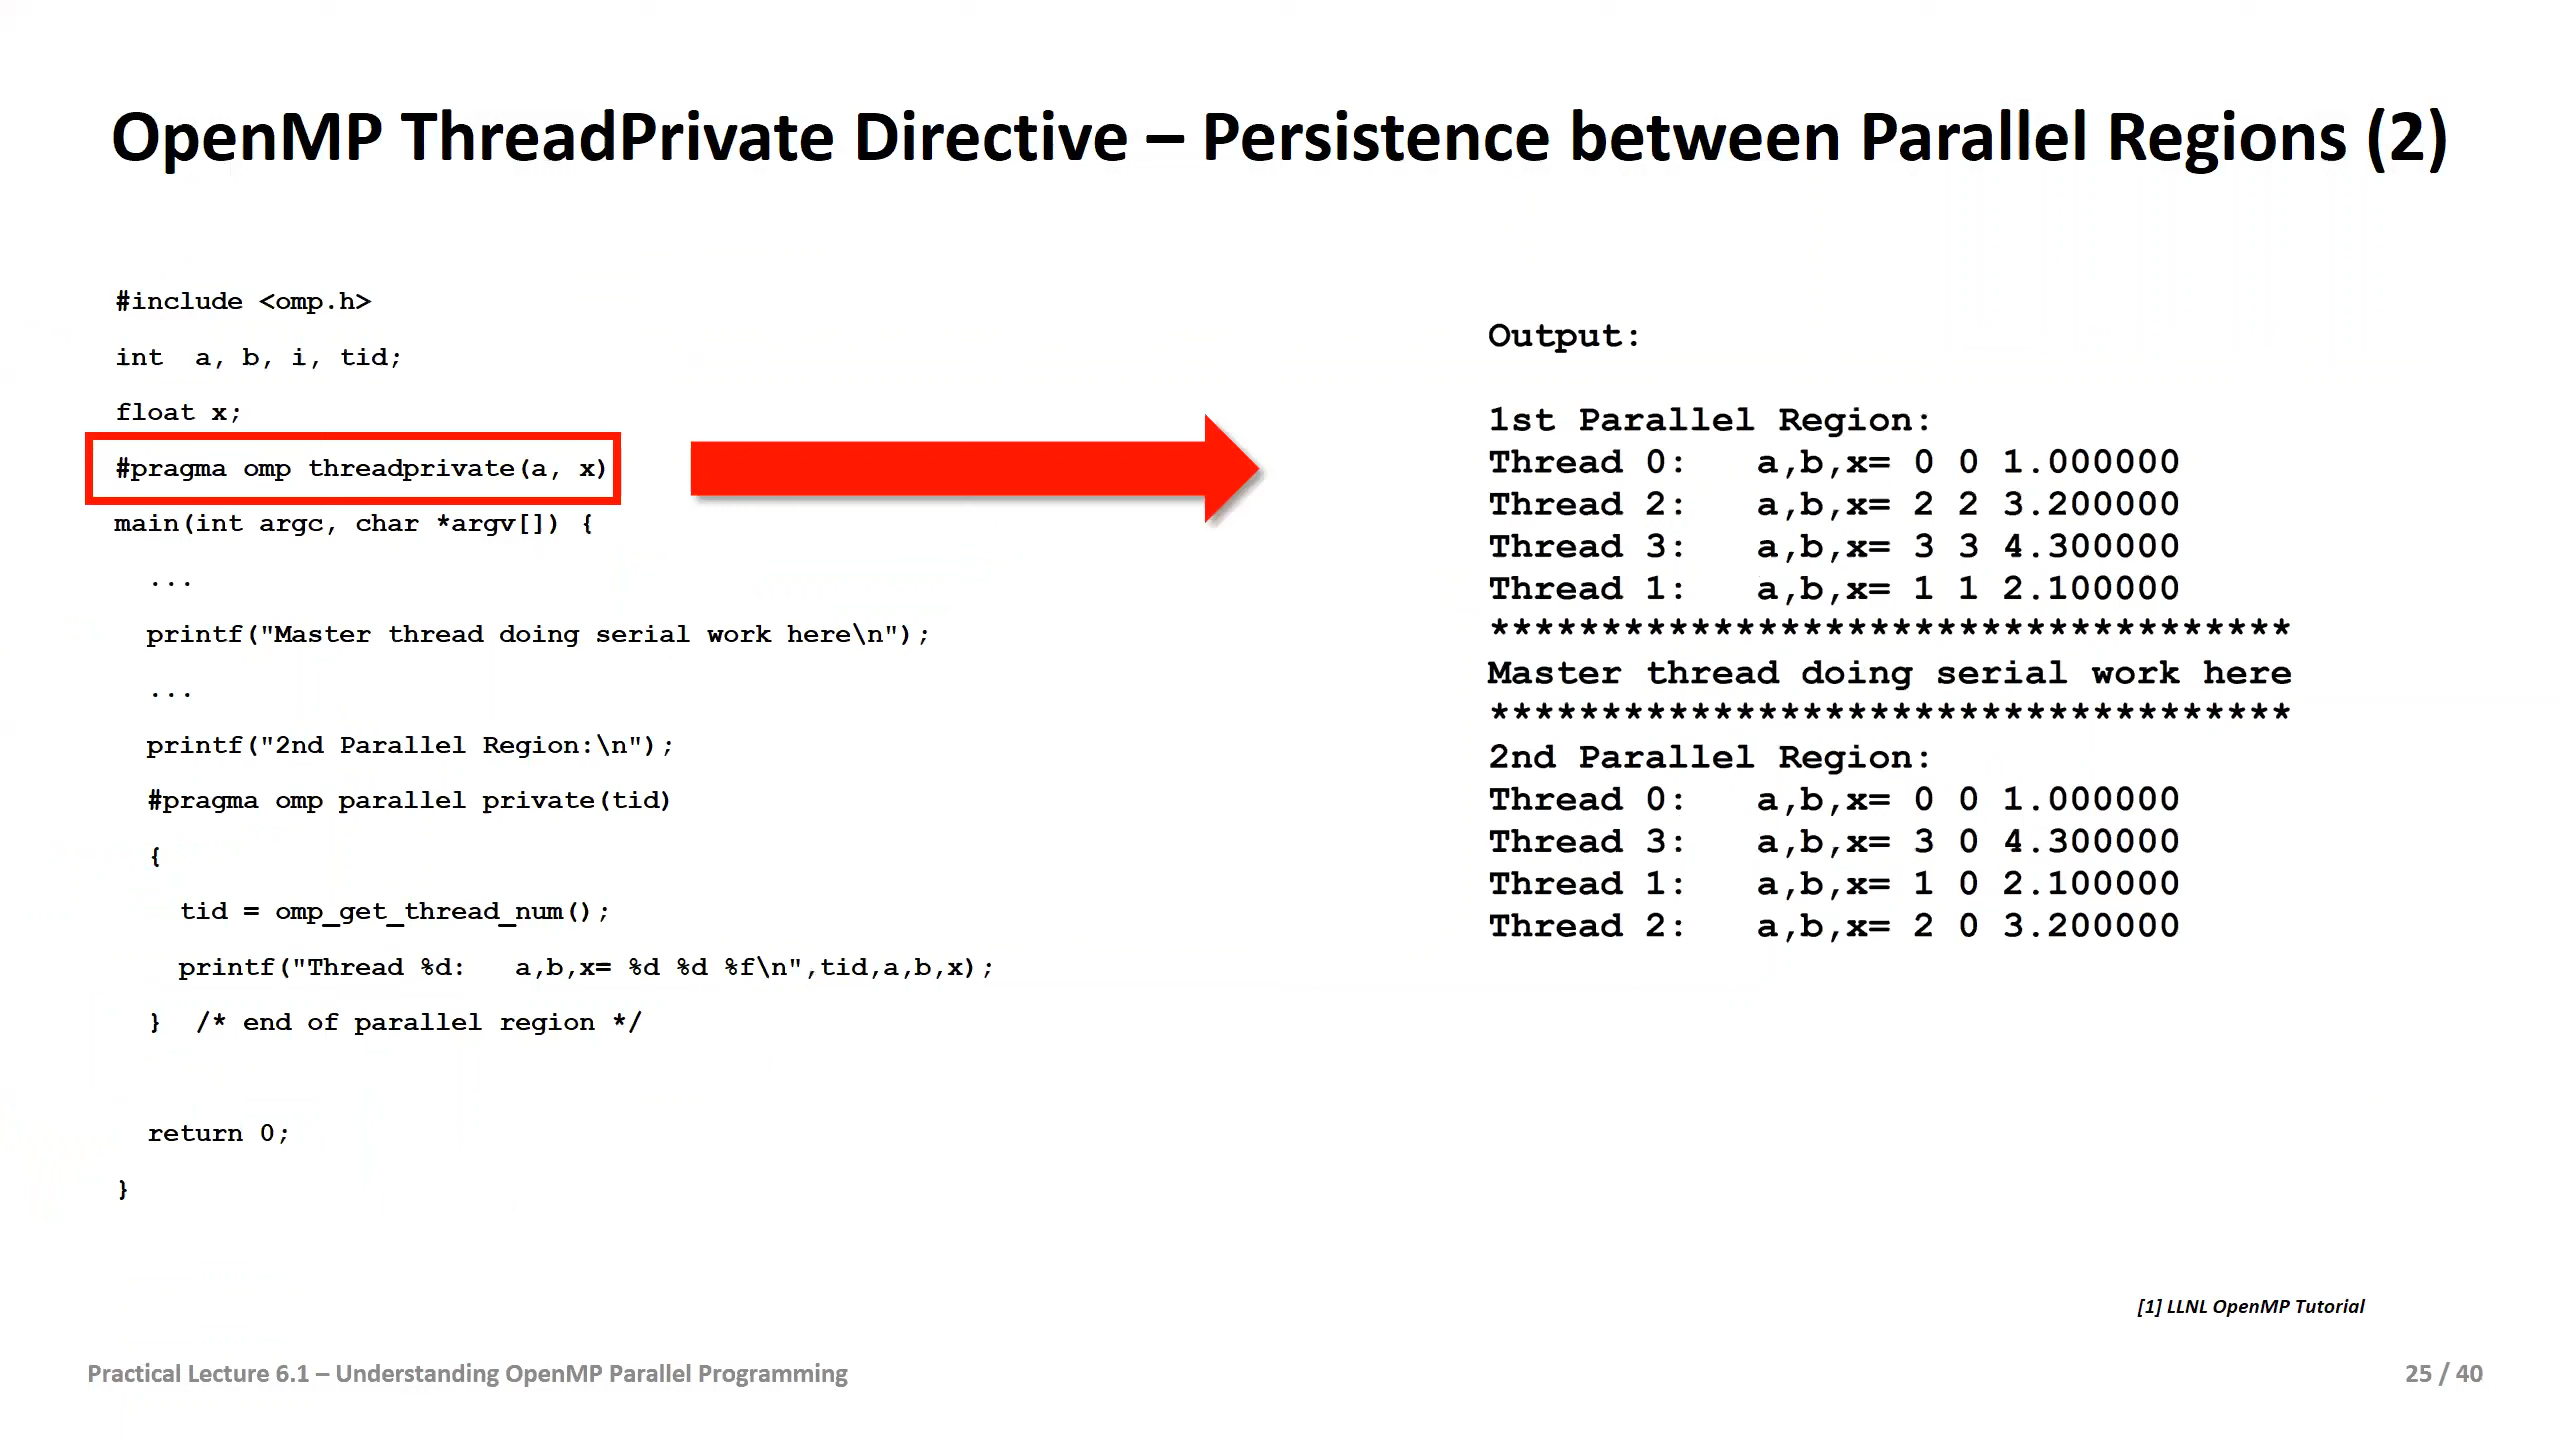 OpenMP ThreadPrivate Directive – Persistence between Parallel Regions (2)
#include <omp.h>
int  a, b, i, tid;
float x;
#pragma omp threadprivate(a, x)
main(int argc, char *argv[]) {
...
printf("Master thread doing serial work here\n");
...
printf("2nd Parallel Region:\n");
#pragma omp parallel private(tid)
{
tid = omp_get_thread_num();
printf("Thread %d:   a,b,x= %d %d %f\n",tid,a,b,x);
}  /* end of parallel region */
return 0;
}
Output:
1st Parallel Region:
Thread 0:   a,b,x= 0 0 1.000000
Thread 2:   a,b,x= 2 2 3.200000
Thread 3:   a,b,x= 3 3 4.300000
Thread 1:   a,b,x= 1 1 2.100000
************************************
Master thread doing serial work here
************************************
2nd Parallel Region:
Thread 0:   a,b,x= 0 0 1.000000
Thread 3:   a,b,x= 3 0 4.300000
Thread 1:   a,b,x= 1 0 2.100000
Thread 2:   a,b,x= 2 0 3.200000
[1] LLNL OpenMP Tutorial
Practical Lecture 6.1 – Understanding OpenMP Parallel Programming
25 / 40